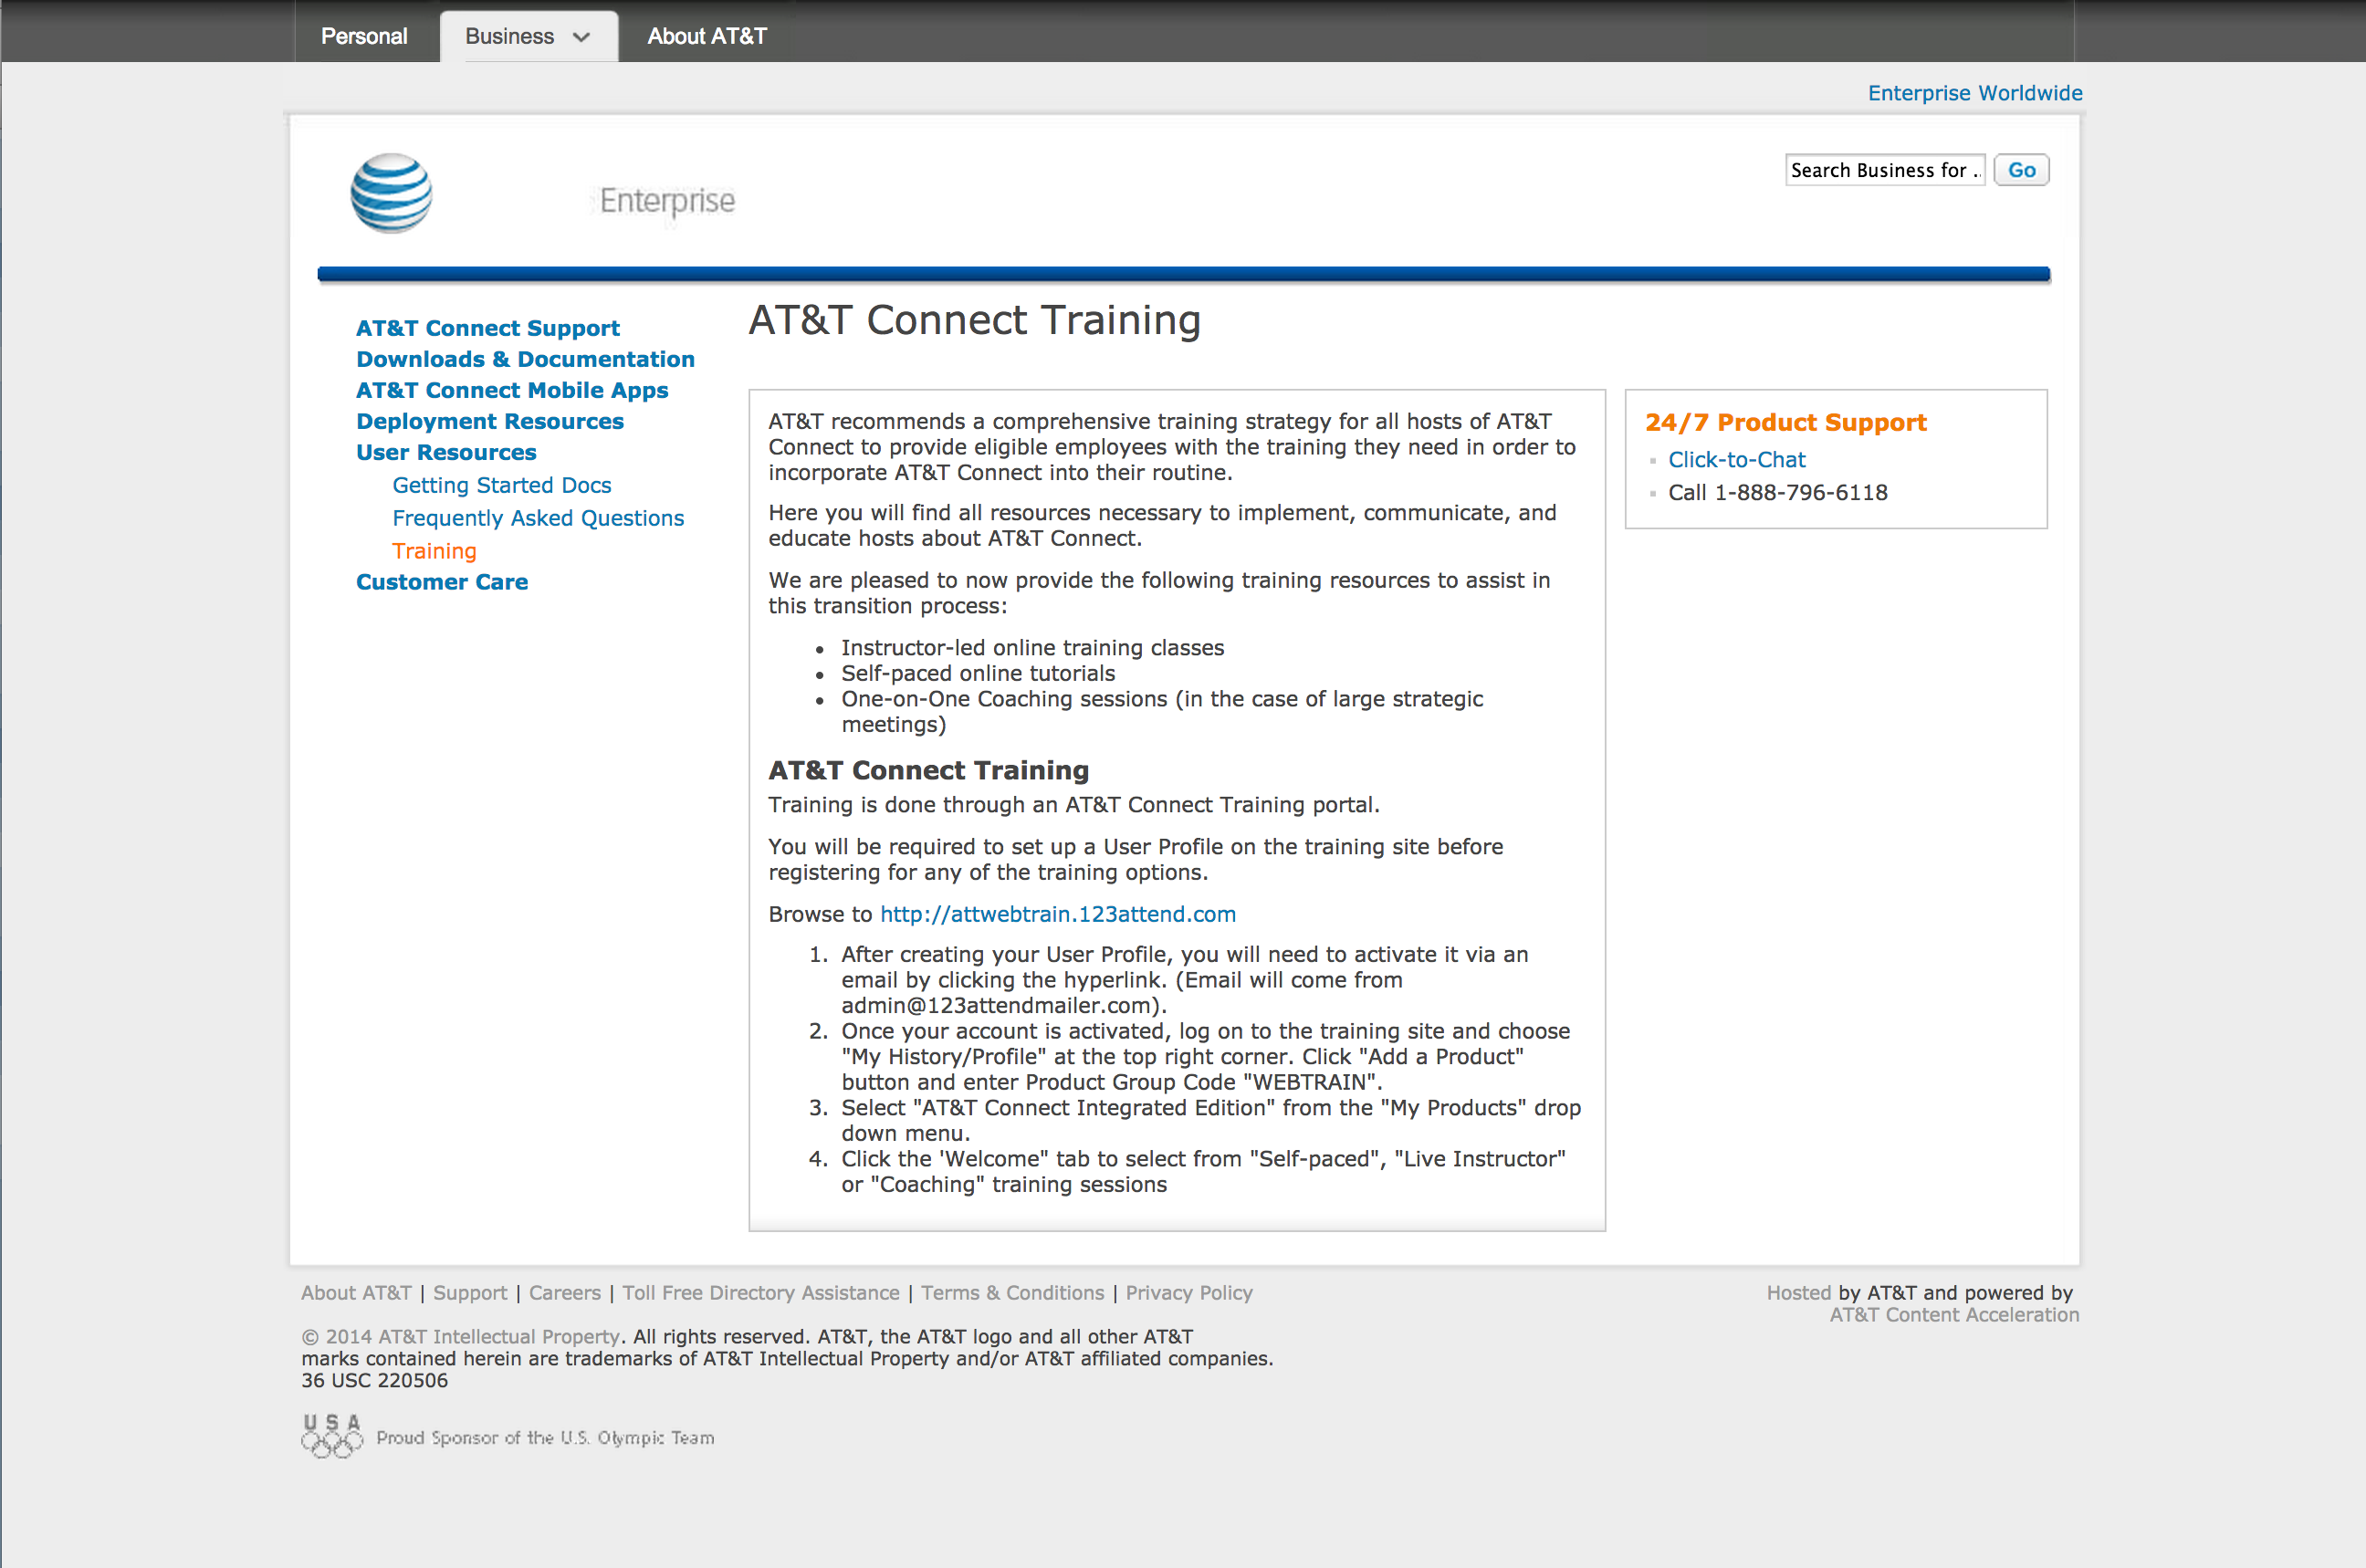 Personal
Business
About AT&T
Enterprise Worldwide
Enterprise
Search Business for .
Go
AT&T Connect Support
Downloads & Documentation
AT&T Connect Mobile Apps
Deployment Resources
User Resources
Getting Started Docs
Frequently Asked Questions
Training
Customer Care
AT&T Connect Training
AT&T recommends a comprehensive training strategy for all hosts of AT&T
Connect to provide eligible employees with the training they need in order to
incorporate AT&T Connect into their routine.
Here you will find all resources necessary to implement, communicate, and
educate hosts about AT&T Connect.
We are pleased to now provide the following training resources to assist in
this transition process:
• Instructor-led online training classes
• Self-paced online tutorials
• One-on-One Coaching sessions (in the case of large strategic
meetings)
AT&T Connect Training
Training is done through an AT&T Connect Training portal.
You will be required to set up a User Profile on the training site before
registering for any of the training options.
Browse to http://attwebtrain.123attend.com
1. After creating your User Profile, you will need to activate it via an
email by clicking the hyperlink. (Email will come from
admin@123attendmailer.com).
2. Once your account is activated, log on to the training site and choose
"My History/Profile" at the top right corner. Click "Add a Product"
button and enter Product Group Code "WEBTRAIN".
3. Select "AT&T Connect Integrated Edition" from the "My Products" drop
down menu.
4. Click the 'Welcome" tab to select from "Self-paced", "Live Instructor"
or "Coaching" training sessions
24/7 Product Support
Click-to-Chat
Call 1-888-796-6118
About AT&T | Support | Careers | Toll Free Directory Assistance | Terms & Conditions | Privacy Policy
Hosted by AT&T and powered by
AT&T Content Acceleration
© 2014 AT&T Intellectual Property. All rights reserved. AT&T, the AT&T logo and all other AT&T
marks contained herein are trademarks of AT&T Intellectual Property and/or AT&T affiliated companies.
36 USC 220506
USA
Proud Sponsor of the U.S. Olympic Team